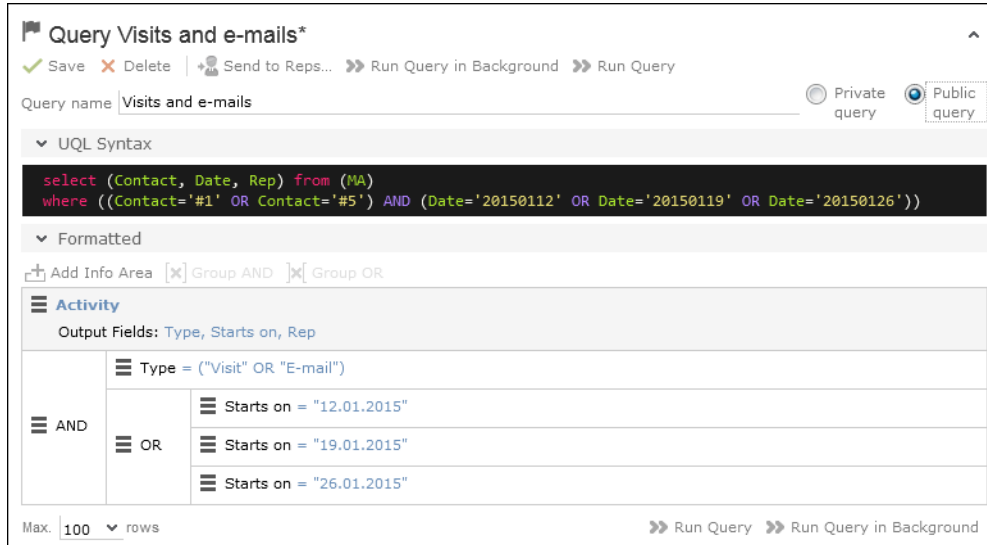 Query Visits and e-mails*
Save Delete Send to Reps... Run Query in Background Run Query
Query name Visits and e-mails Private query Public query
UQL Syntax
select (Contact, Date, Rep) from (MA)
where ((Contact='#1' OR Contact='#5') AND (Date='20150112' OR Date='20150119' OR Date='20150126'))
Formatted
Add Info Area Group AND Group OR
Activity
Output Fields: Type, Starts on, Rep
AND
Type = ("Visit" OR "E-mail")
OR
Starts on = "12.01.2015"
Starts on = "19.01.2015"
Starts on = "26.01.2015"
Max. 100 rows Run Query Run Query in Background